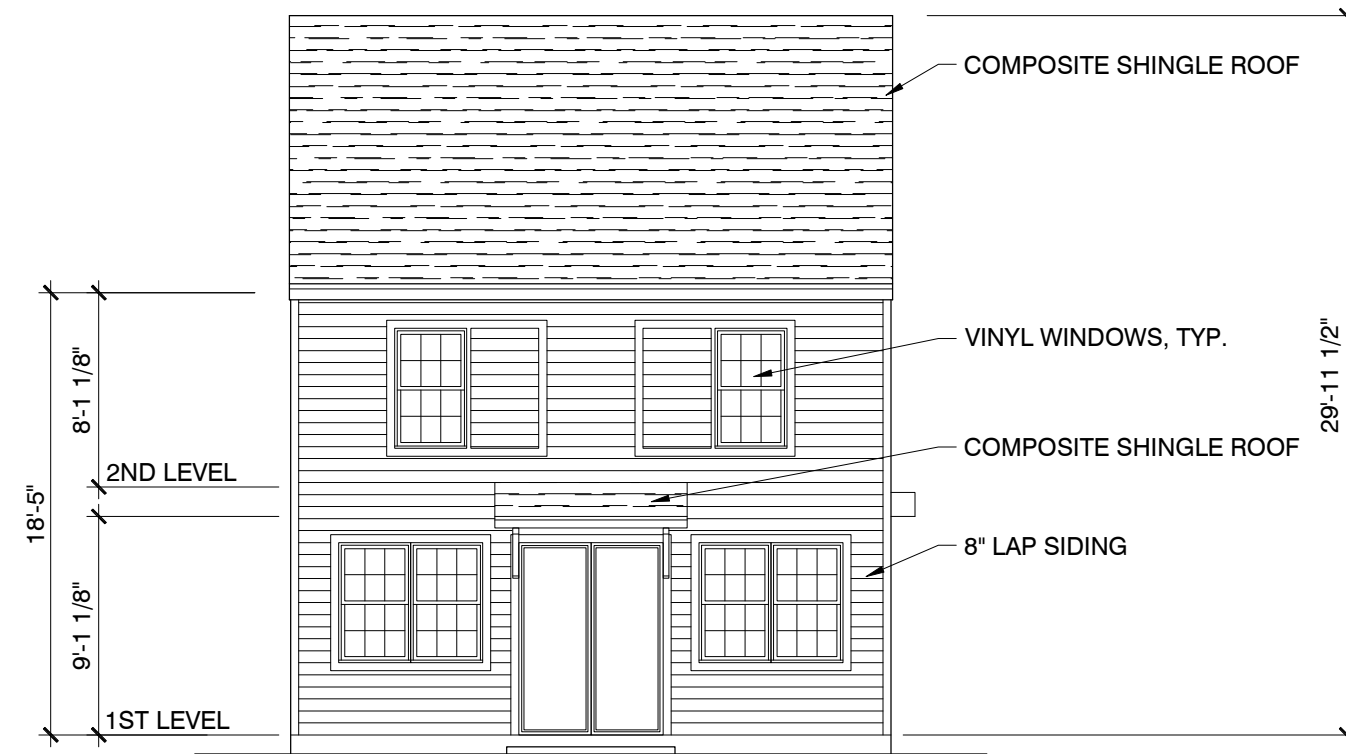 COMPOSITE SHINGLE ROOF
VINYL WINDOWS, TYP.
29'-11 1/2"
8'-1 1/8"
COMPOSITE SHINGLE ROOF
2ND LEVEL
18'-5"
8" LAP SIDING
9'-1 1/8"
1ST LEVEL